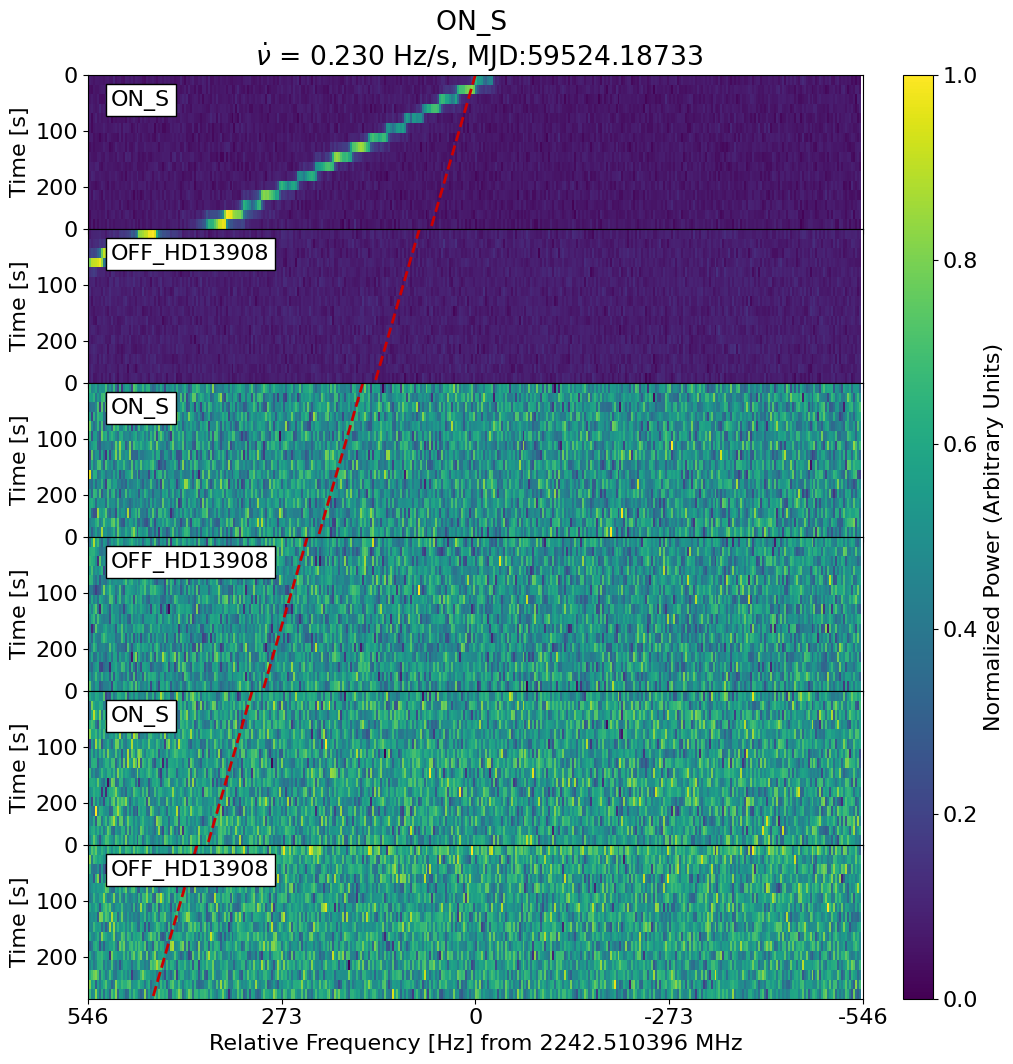 ON_S
ν̇ = 0.230 Hz/s, MJD:59524.18733
ON_S
OFF_HD13908
ON_S
OFF_HD13908
ON_S
OFF_HD13908
Time [s]
0
100
200
Time [s]
0
100
200
Time [s]
0
100
200
Time [s]
0
100
200
Time [s]
0
100
200
Time [s]
0
100
200
546 273 0 -273 -546
Relative Frequency [Hz] from 2242.510396 MHz
1.0
0.8
0.6
0.4
0.2
0.0
Normalized Power (Arbitrary Units)